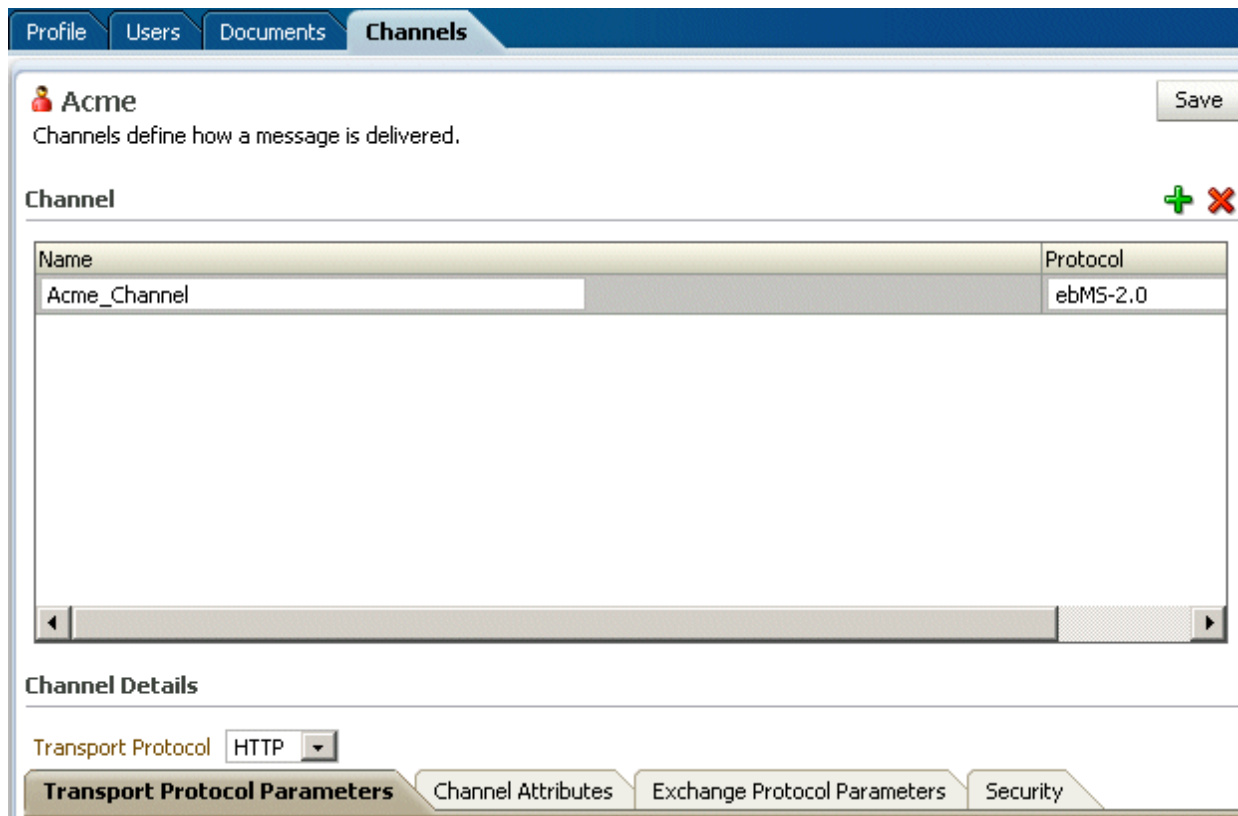 Profile Users Documents Channels
Acme Save
Channels define how a message is delivered.
Channel
Name Protocol
Acme_Channel ebMS-2.0
Channel Details
Transport Protocol HTTP
Transport Protocol Parameters Channel Attributes Exchange Protocol Parameters Security